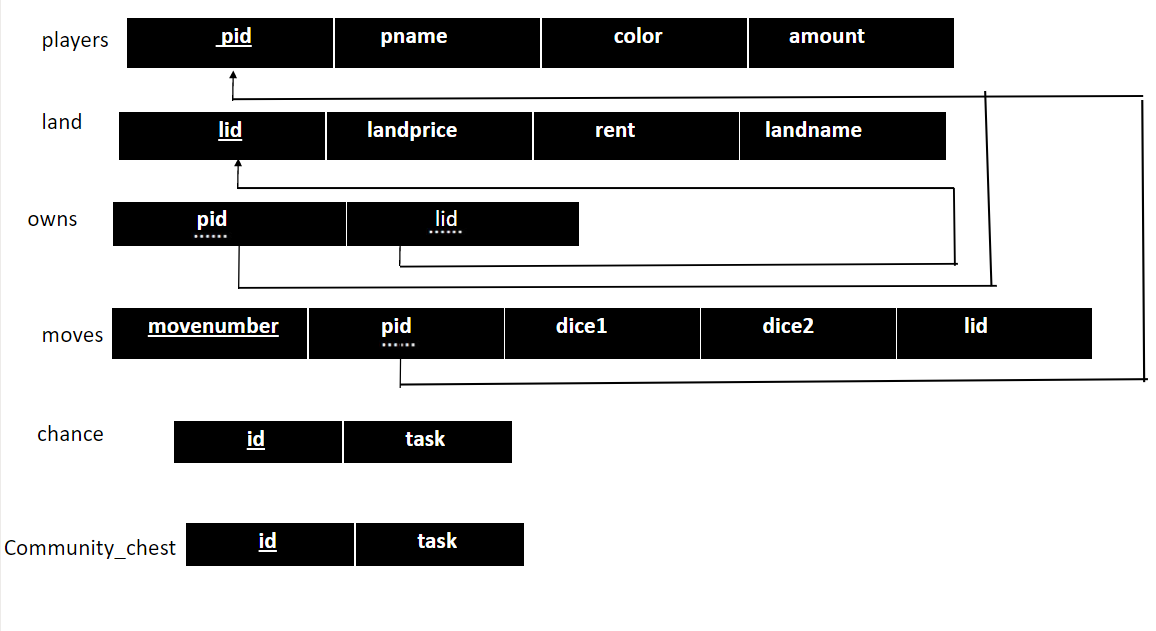 players pid pname color amount
land lid landprice rent landname
owns pid lid
moves movenumber pid dice1 dice2 lid
chance id task
Community_chest id task